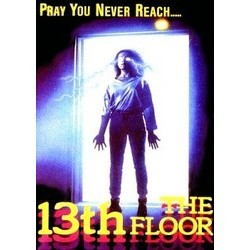 PRAY YOU NEVER REACH.....
THE
13th FLOOR